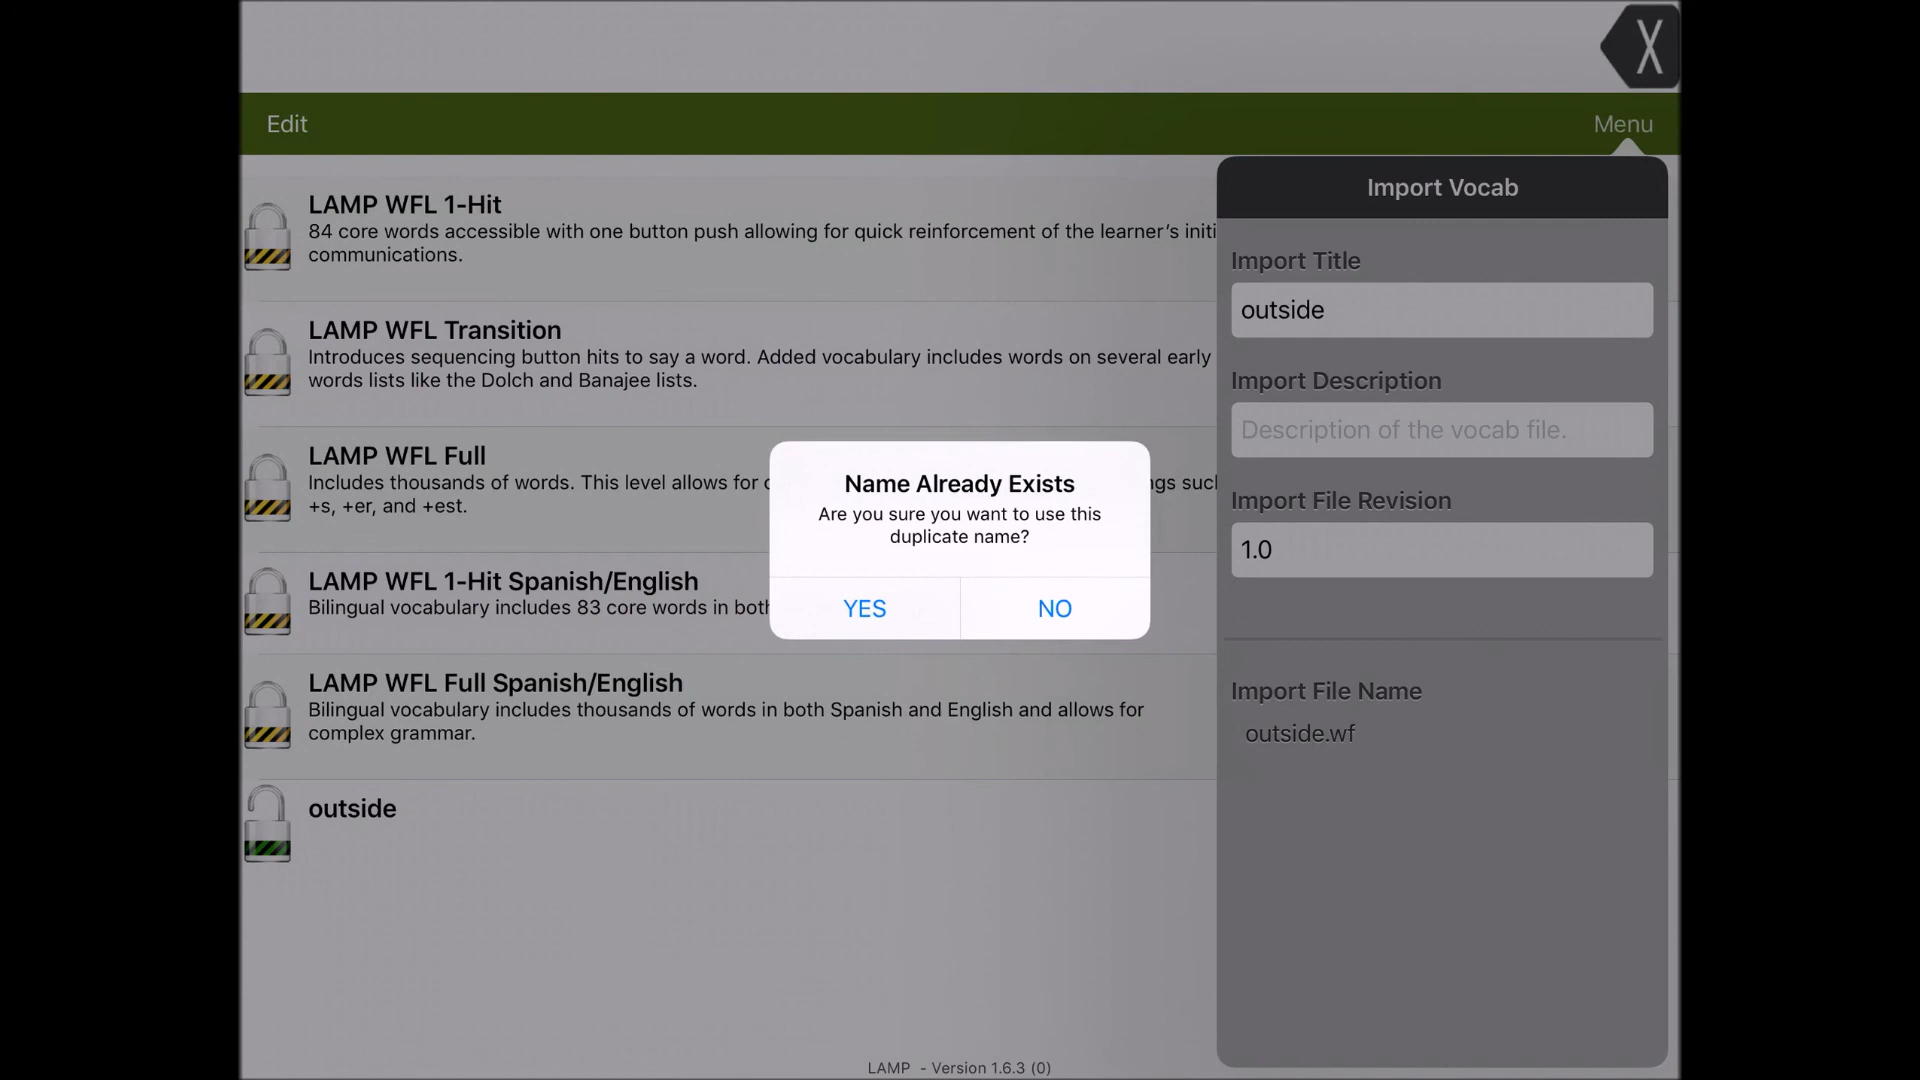 Edit
Menu
LAMP WFL 1-Hit
84 core words accessible with one button push allowing for quick reinforcement of the learner's initi
communications.
LAMP WFL Transition
Introduces sequencing button hits to say a word. Added vocabulary includes words on several early
words lists like the Dolch and Banajee lists.
LAMP WFL Full
Includes thousands of words. This level allows for
+s, +er, and +est.
LAMP WFL 1-Hit Spanish/English
Bilingual vocabulary includes 83 core words in both
LAMP WFL Full Spanish/English
Bilingual vocabulary includes thousands of words in both Spanish and English and allows for
complex grammar.
outside
Name Already Exists
Are you sure you want to use this
duplicate name?
YES
NO
Import Vocab
Import Title
outside
Import Description
Description of the vocab file.
Import File Revision
1.0
Import File Name
outside.wf
LAMP - Version 1.6.3 (0)